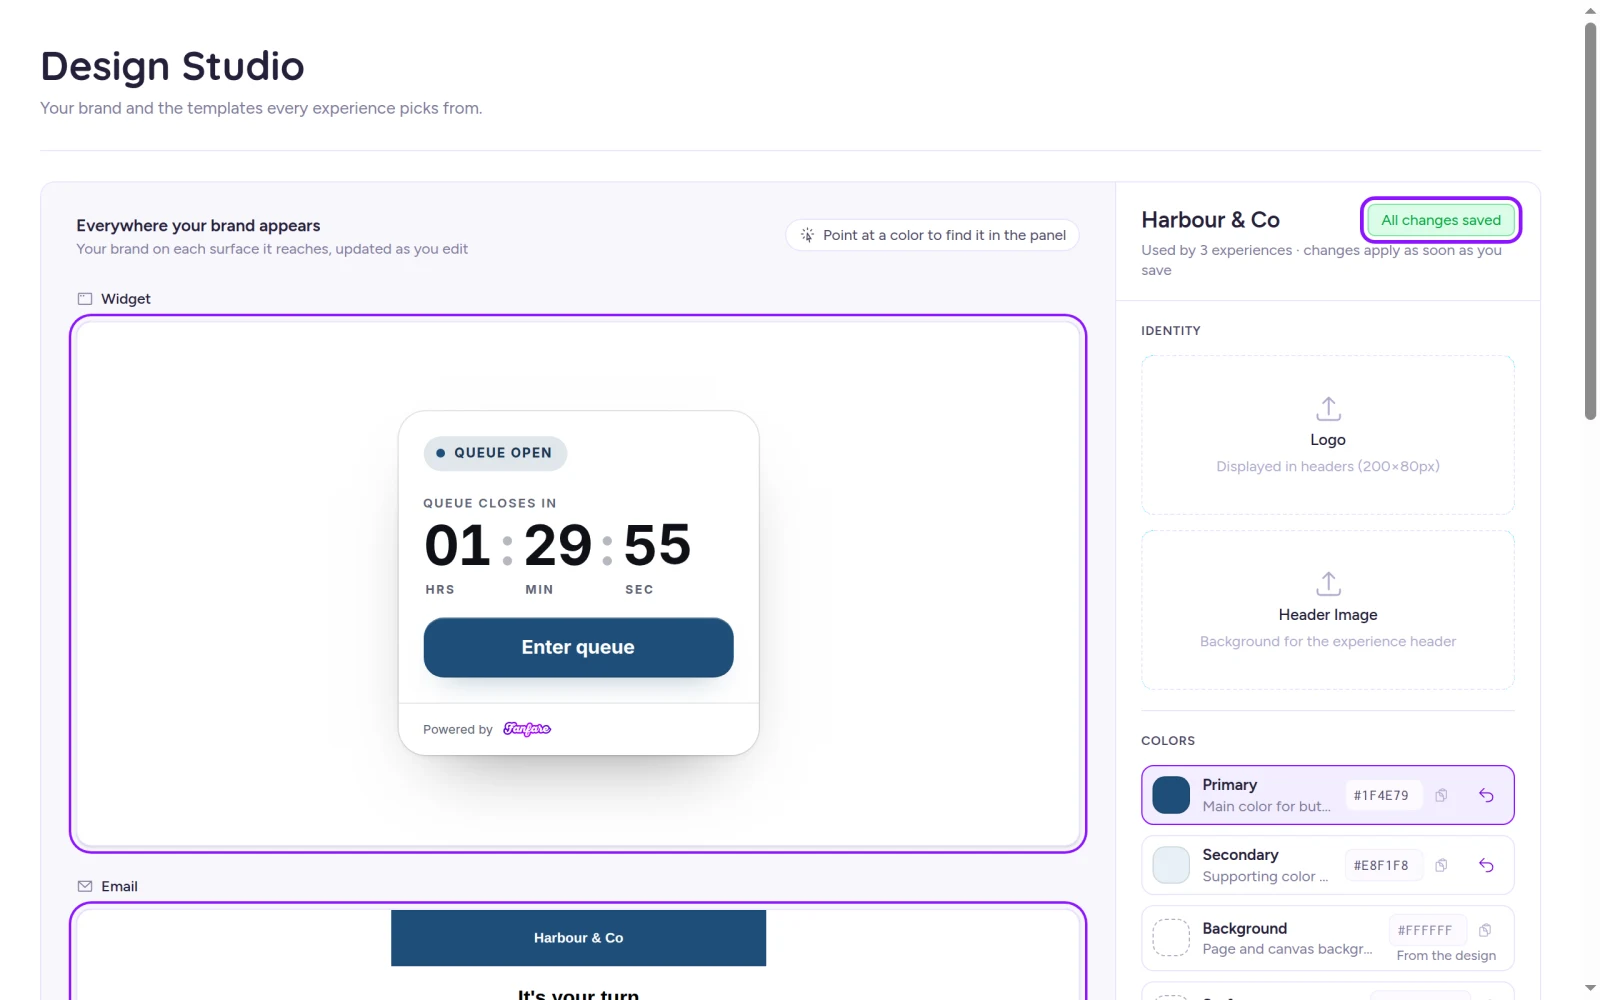 Design Studio
Your brand and the templates every experience picks from.
Everywhere your brand appears
Your brand on each surface it reaches, updated as you edit
Point at a color to find it in the panel
Widget
QUEUE OPEN
QUEUE CLOSES IN
01 : 29 : 55
HRS MIN SEC
Enter queue
Powered by Fanfare
Email
Harbour & Co
It's your turn
Harbour & Co
All changes saved
Used by 3 experiences · changes apply as soon as you
save
IDENTITY
Logo
Displayed in headers (200×80px)
Header Image
Background for the experience header
COLORS
Primary
Main color for but...
#1F4E79
Secondary
Supporting color ...
#E8F1F8
Background
Page and canvas backgr...
#FFFFFF
From the design